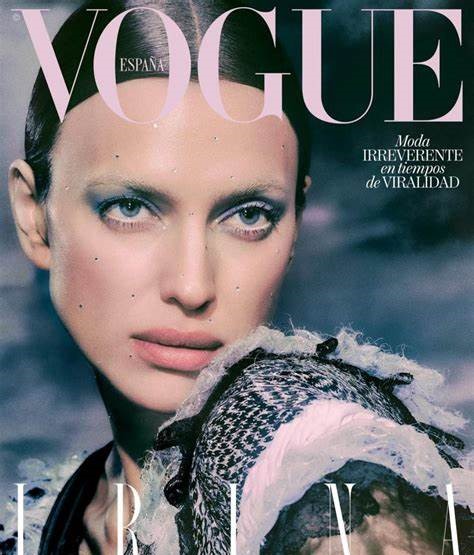 VOGUE
ESPAÑA
Moda
IRREVERENTE
en tiempos
de VIRALIDAD
IRINA